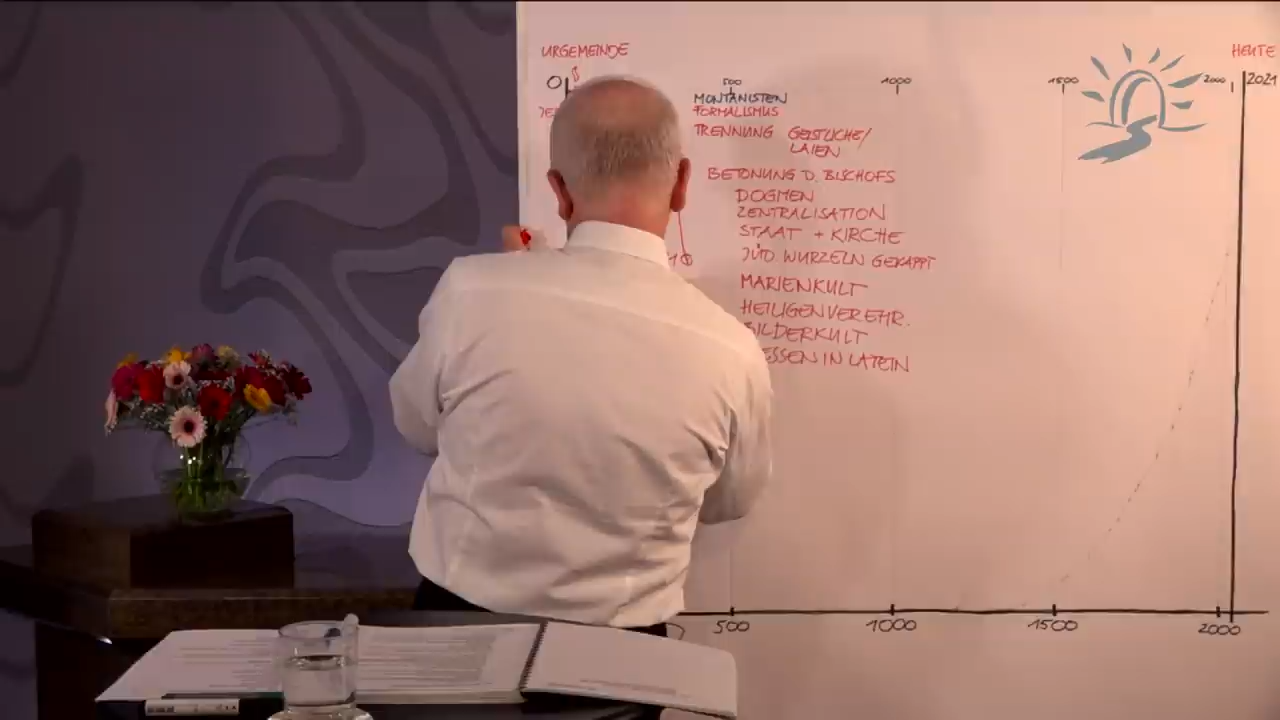 URGEMEINDE
HEUTE
0
500
1000
1500
2000
2021
MONTANISTEN
FORMALISMUS
TRENNUNG GEISTLICHE/
LAIEN
BETONUNG D. BISCHOFS
DOGMEN
ZENTRALISATION
STAAT + KIRCHE
JÜD. WURZELN GEKAPPT
MARIENKULT
HEILIGENVEREHR.
BILDERKULT
ESSEN IN LATEIN
500
1000
1500
2000